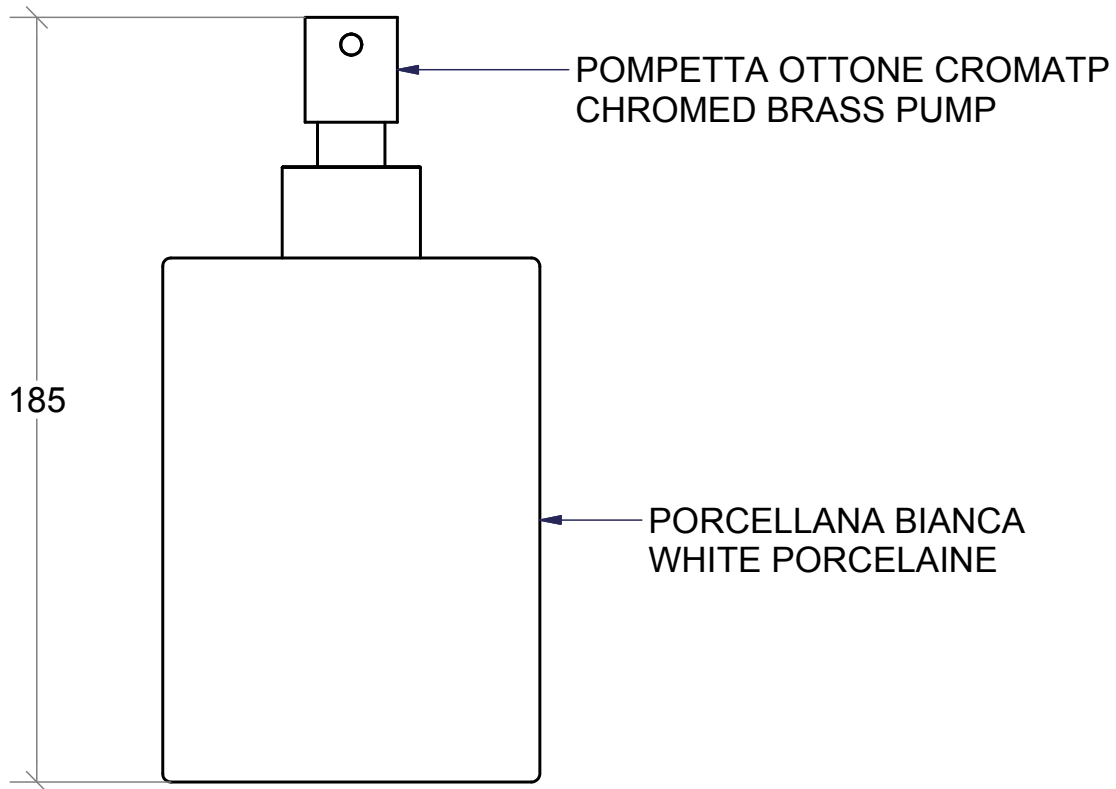 POMPETTA OTTONE CROMATP
CHROMED BRASS PUMP
185
PORCELLANA BIANCA
WHITE PORCELAINE